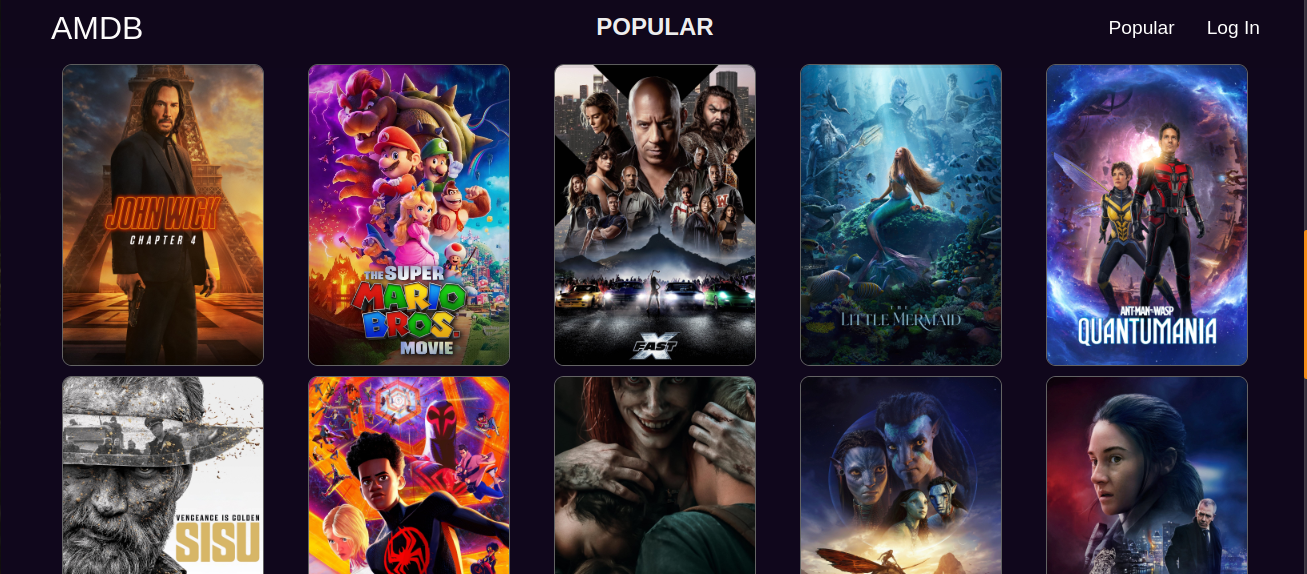 AMDB
POPULAR
Popular
Log In
JOHN WICK
CHAPTER 4
THE SUPER
MARIO
BROS.
MOVIE
FAST X
THE
LITTLE MERMAID
ANT-MAN AND THE WASP
QUANTUMANIA
VENGEANCE IS GOLDEN
SISU